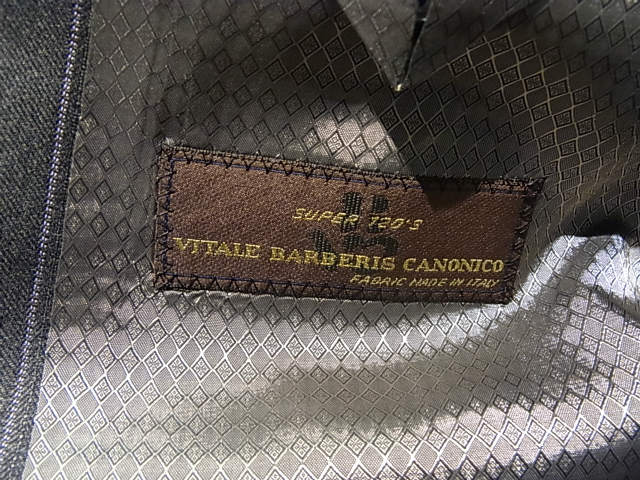 SUPER 120'S
VITALE BARBERIS CANONICO
FABRIC MADE IN ITALY